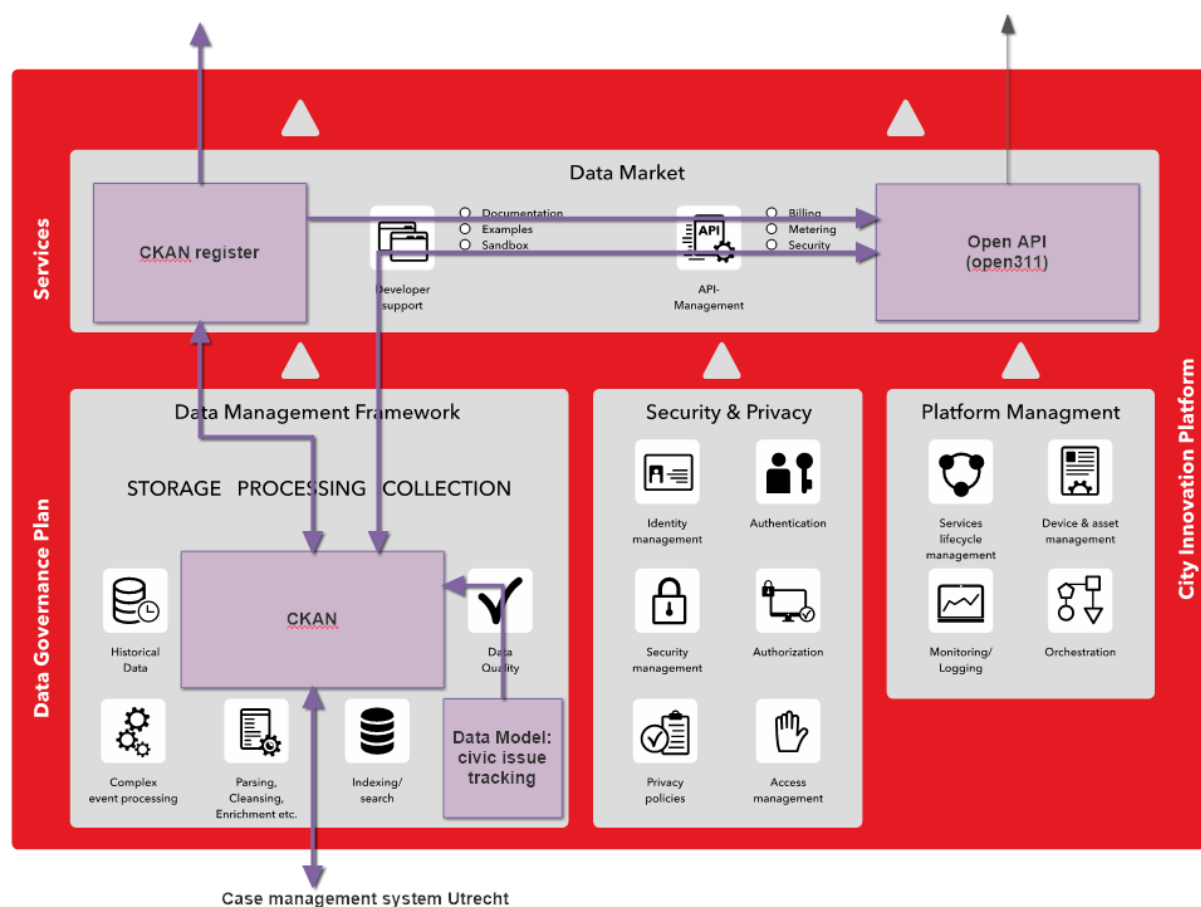 Data Market
CKAN register
Documentation
Examples
Sandbox
Developer
support
API
API-
Management
Billing
Metering
Security
Open API
(open311)
Services
Data Management Framework
STORAGE PROCESSING COLLECTION
CKAN
Historical
Data
Data
Quality
Complex
event processing
Parsing,
Cleansing,
Enrichment etc.
Indexing/
search
Data Model:
civic issue
tracking
Data Governance Plan
Security & Privacy
Identity
management
Authentication
Security
management
Authorization
Privacy
policies
Access
management
Platform Managment
Services
lifecycle
management
Device & asset
management
Monitoring/
Logging
Orchestration
City Innovation Platform
Case management system Utrecht